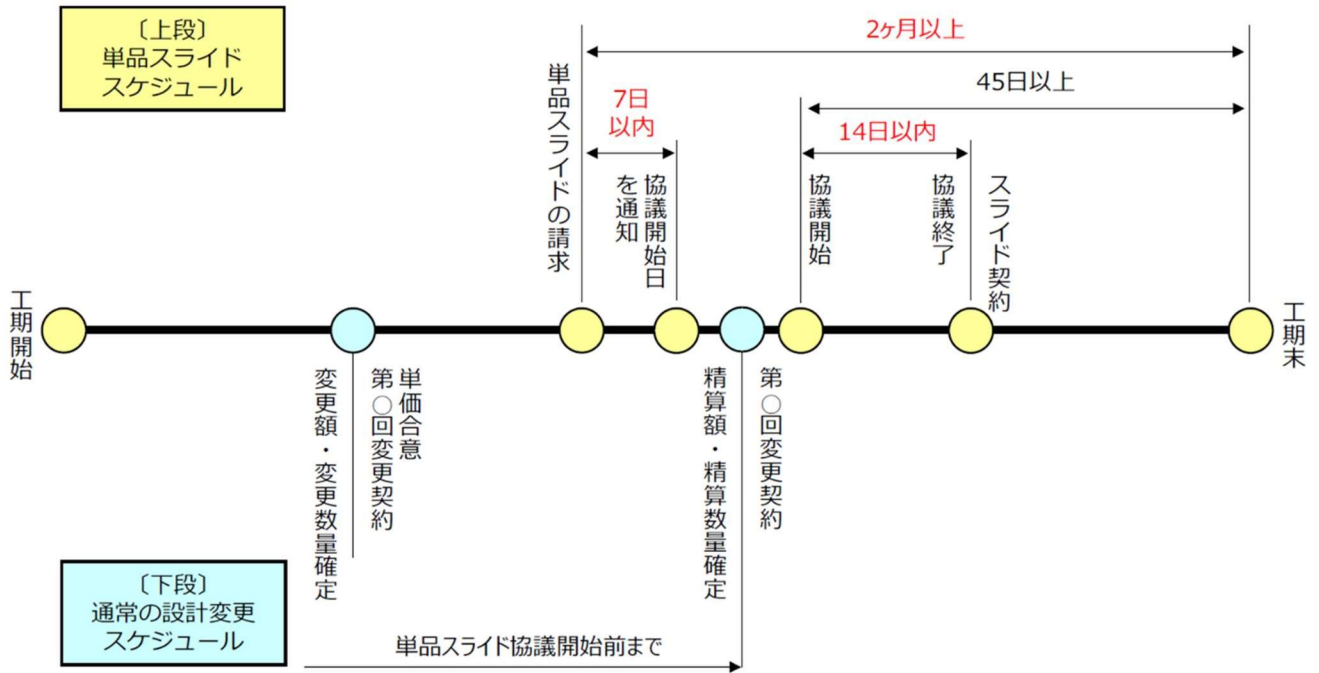 〔上段〕
単品スライド
スケジュール
2ヶ月以上
45日以上
7日
以内
14日以内
単品スライドの請求
協議開始日
を通知
協議開始
協議終了
スライド契約
工期開始
工期末
単価合意
第○回変更契約
変更額・変更数量確定
第○回変更契約
精算額・精算数量確定
〔下段〕
通常の設計変更
スケジュール
単品スライド協議開始前まで